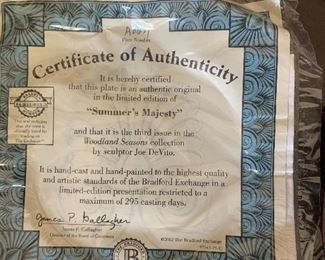 Plate Number
Certificate of Authenticity
It is hereby certified
that this plate is an authentic original
in the limited edition of
"Summer's Majesty"
and that it is the third issue in the
Woodland Seasons collection
by sculptor Joe DeVito.
It is hand-cast and hand-painted to the highest quality
and artistic standards of the Bradford Exchange in a
limited-edition presentation restricted to a
maximum of 295 casting days.
James P. Gallagher
James P. Gallagher
Director of the Board of Governors
©2012 The Bradford Exchange